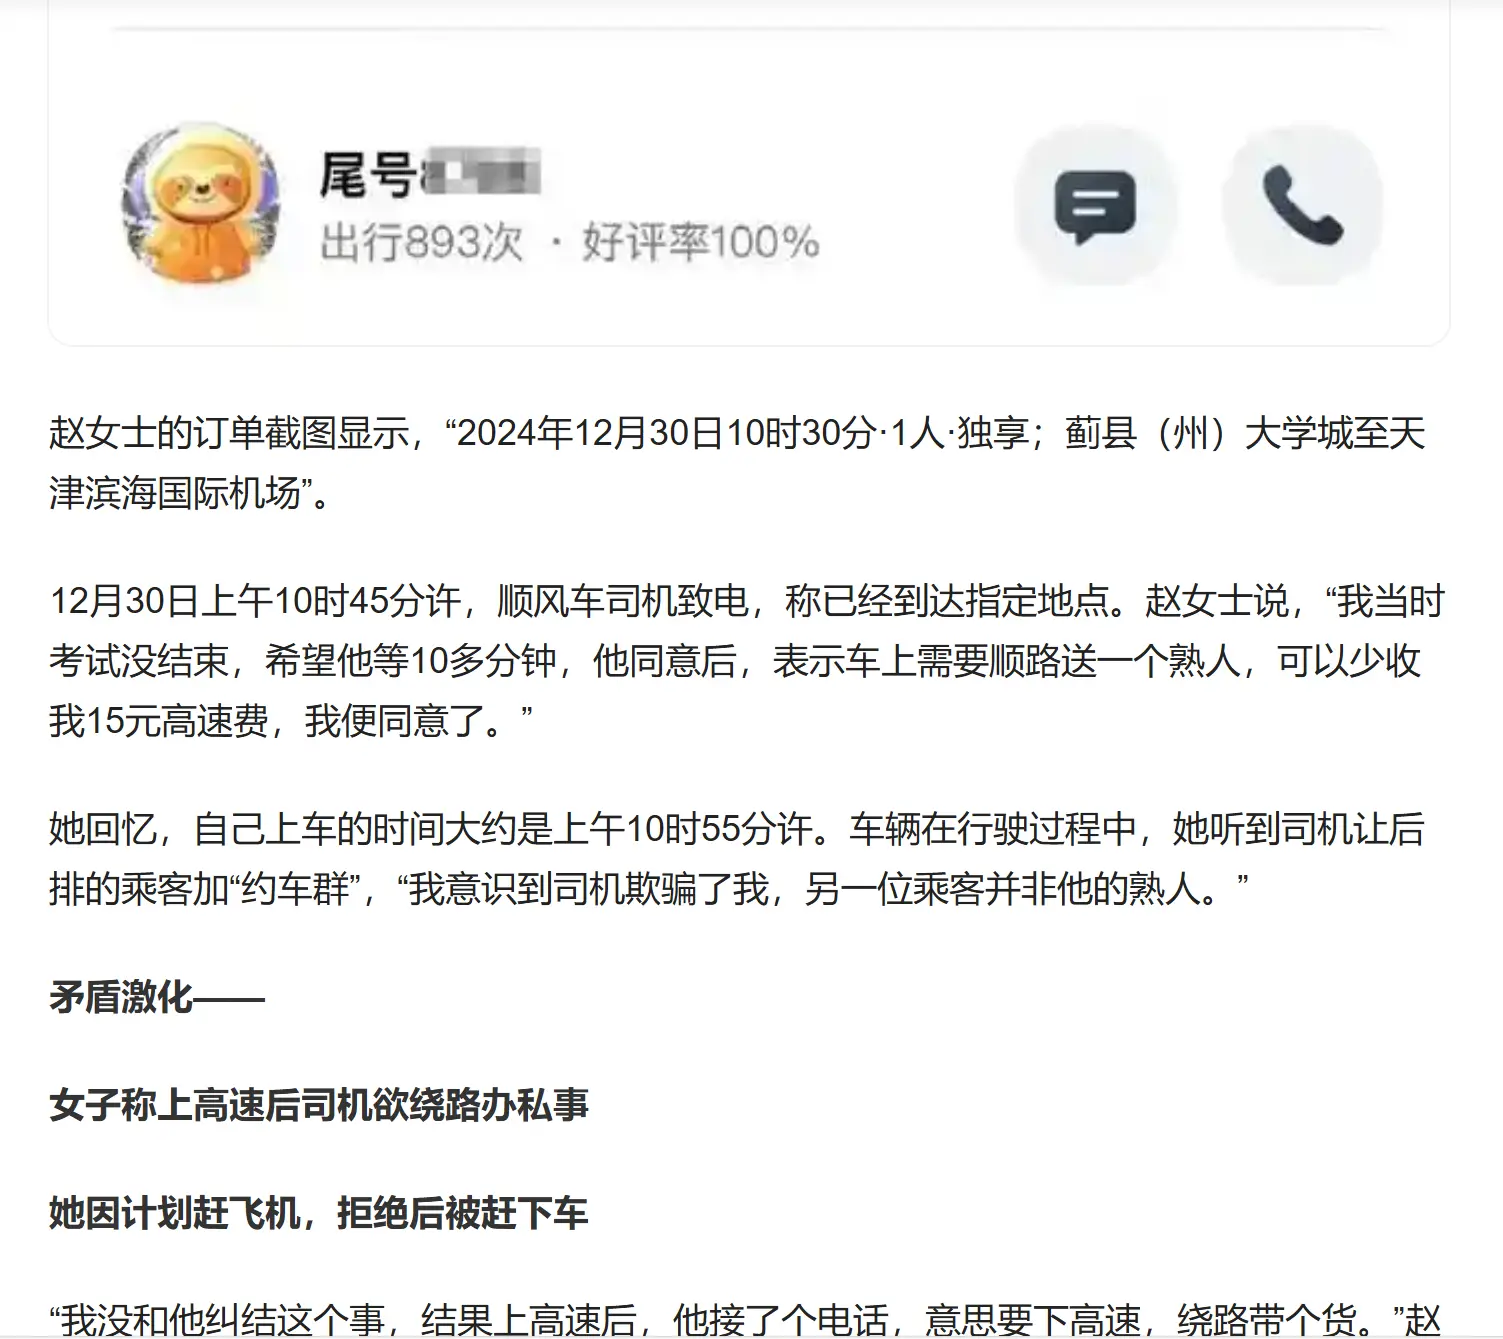 尾号
出行893次 · 好评率100%
赵女士的订单截图显示，“2024年12月30日10时30分·1人·独享；蓟县（州）大学城至天
津滨海国际机场”。
12月30日上午10时45分许，顺风车司机致电，称已经到达指定地点。赵女士说，“我当时
考试没结束，希望他等10多分钟，他同意后，表示车上需要顺路送一个熟人，可以少收
我15元高速费，我便同意了。”
她回忆，自己上车的时间大约是上午10时55分许。车辆在行驶过程中，她听到司机让后
排的乘客加“约车群”，“我意识到司机欺骗了我，另一位乘客并非他的熟人。”
矛盾激化——
女子称上高速后司机欲绕路办私事
她因计划赶飞机，拒绝后被赶下车
“我没和他纠结这个事，结果上高速后，他接了个电话，意思要下高速，绕路带个货。”赵